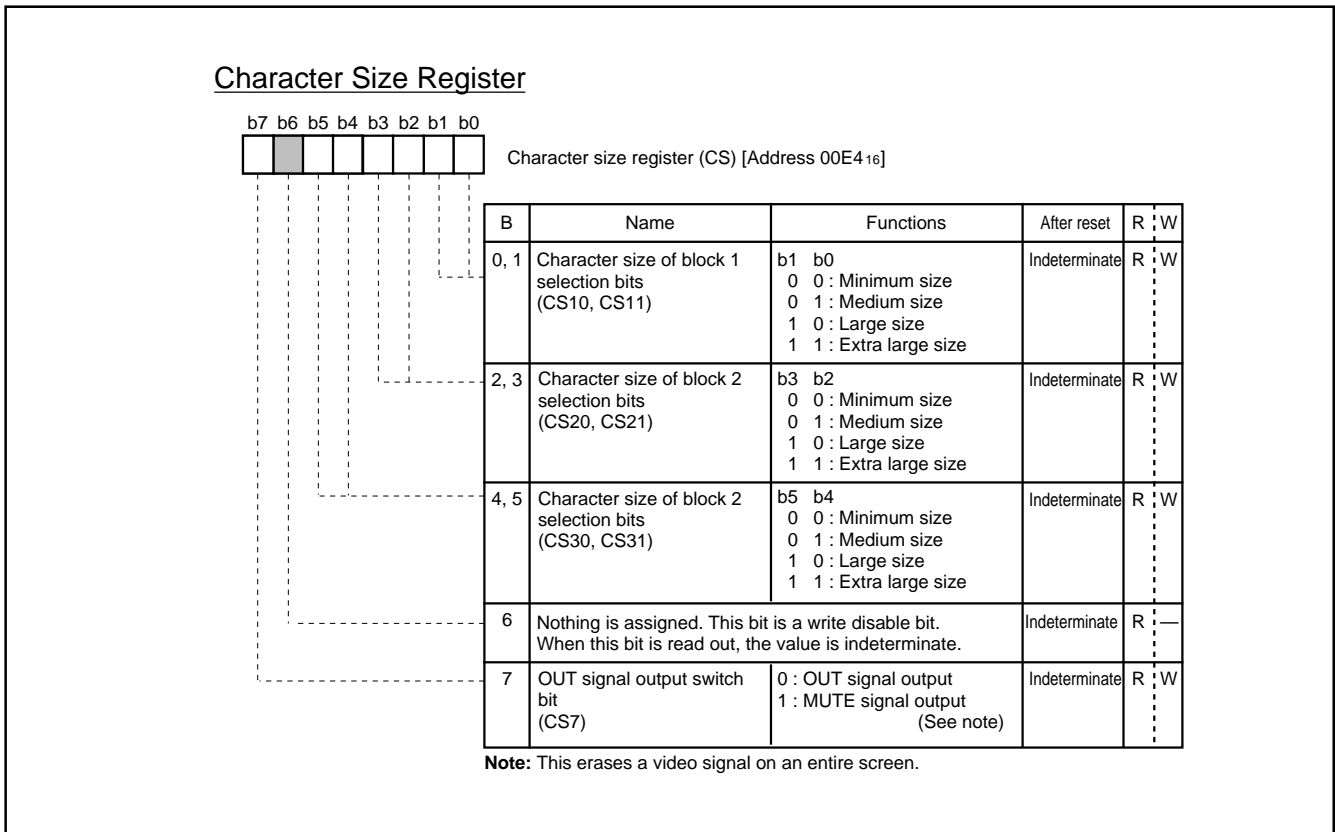 Character Size Register
b7 b6 b5 b4 b3 b2 b1 b0
Character size register (CS) [Address 00E4 16]
B Name Functions After reset R W
0, 1 Character size of block 1 selection bits (CS10, CS11) b1 b0 Indeterminate R W
0 0 : Minimum size
0 1 : Medium size
1 0 : Large size
1 1 : Extra large size
2, 3 Character size of block 2 selection bits (CS20, CS21) b3 b2 Indeterminate R W
0 0 : Minimum size
0 1 : Medium size
1 0 : Large size
1 1 : Extra large size
4, 5 Character size of block 2 selection bits (CS30, CS31) b5 b4 Indeterminate R W
0 0 : Minimum size
0 1 : Medium size
1 0 : Large size
1 1 : Extra large size
6 Nothing is assigned. This bit is a write disable bit. Indeterminate R —
When this bit is read out, the value is indeterminate.
7 OUT signal output switch bit (CS7) 0 : OUT signal output Indeterminate R W
1 : MUTE signal output
(See note)
Note: This erases a video signal on an entire screen.